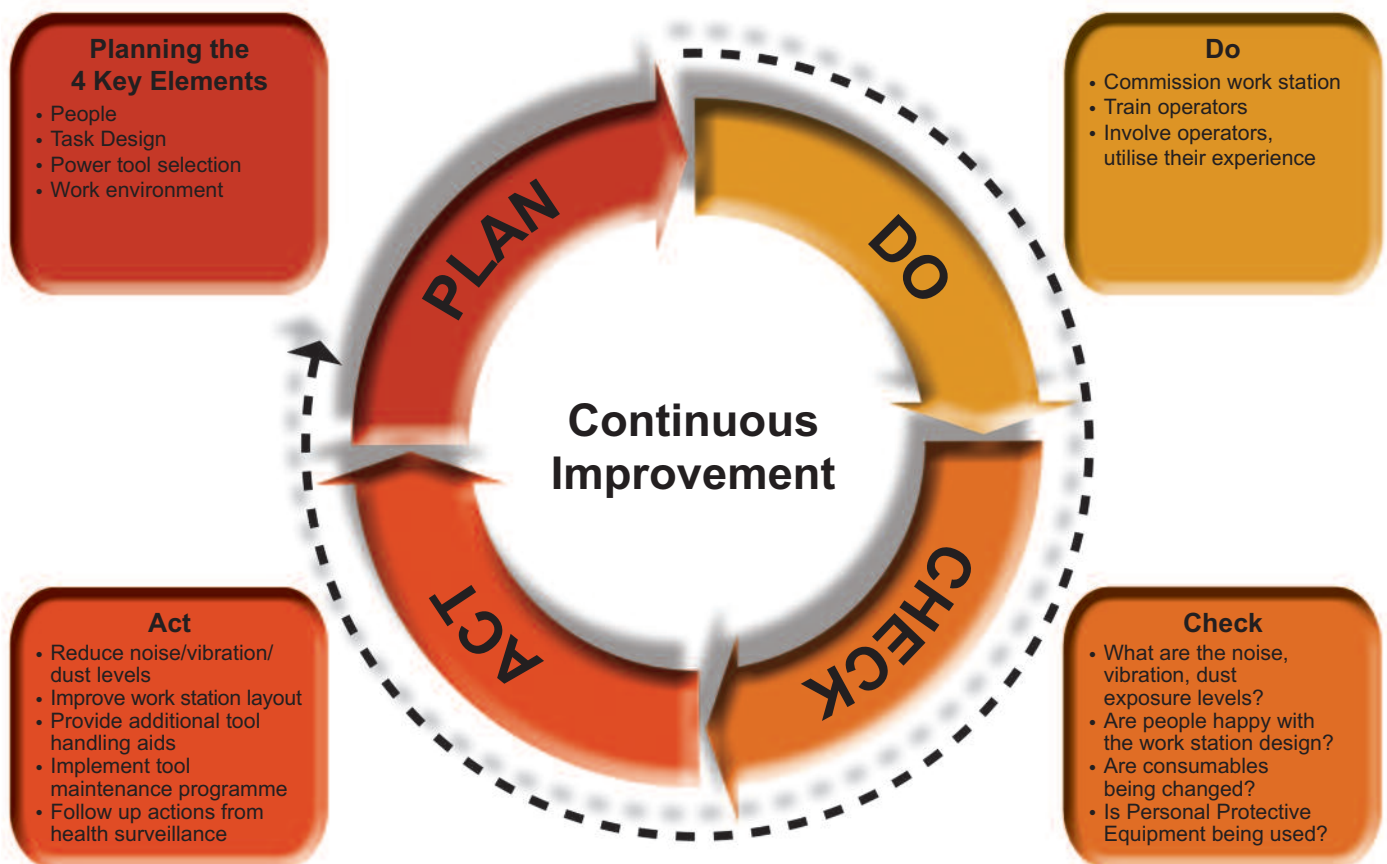 Planning the
4 Key Elements
• People
• Task Design
• Power tool selection
• Work environment
Do
• Commission work station
• Train operators
• Involve operators,
utilise their experience
PLAN
DO
Continuous
Improvement
ACT
CHECK
Act
• Reduce noise/vibration/
dust levels
• Improve work station layout
• Provide additional tool
handling aids
• Implement tool
maintenance programme
• Follow up actions from
health surveillance
Check
• What are the noise,
vibration, dust
exposure levels?
• Are people happy with
the work station design?
• Are consumables
being changed?
• Is Personal Protective
Equipment being used?